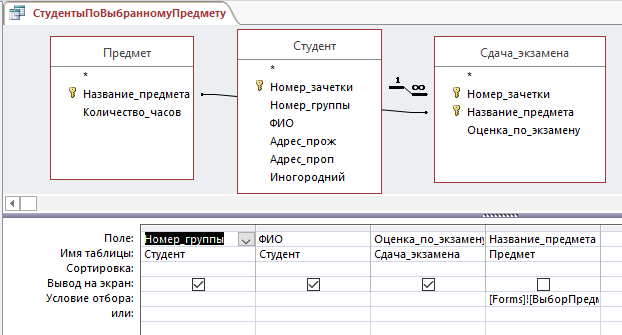 СтудентыПоВыбранномуПредмету
Предмет
*
Название_предмета
Количество_часов
Студент
*
Номер_зачетки
Номер_группы
ФИО
Адрес_прож
Адрес_проп
Иногородний
1 ∞
Сдача_экзамена
*
Номер_зачетки
Название_предмета
Оценка_по_экзамену
Поле: Номер_группы ФИО Оценка_по_экзамену Название_предмета
Имя таблицы: Студент Студент Сдача_экзамена Предмет
Сортировка:
Вывод на экран:
Условие отбора: [Forms]![ВыборПредм
или: